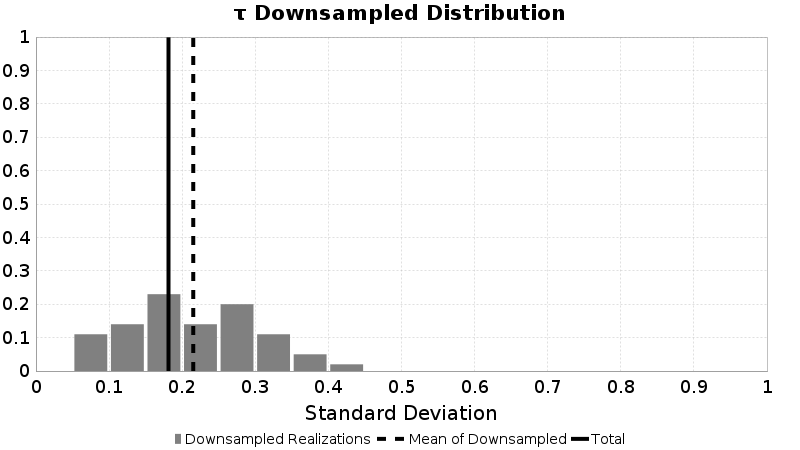 τ Downsampled Distribution
1
0.9
0.8
0.7
0.6
0.5
0.4
0.3
0.2
0.1
0
0 0.1 0.2 0.3 0.4 0.5 0.6 0.7 0.8 0.9 1
Standard Deviation
Downsampled Realizations Mean of Downsampled Total